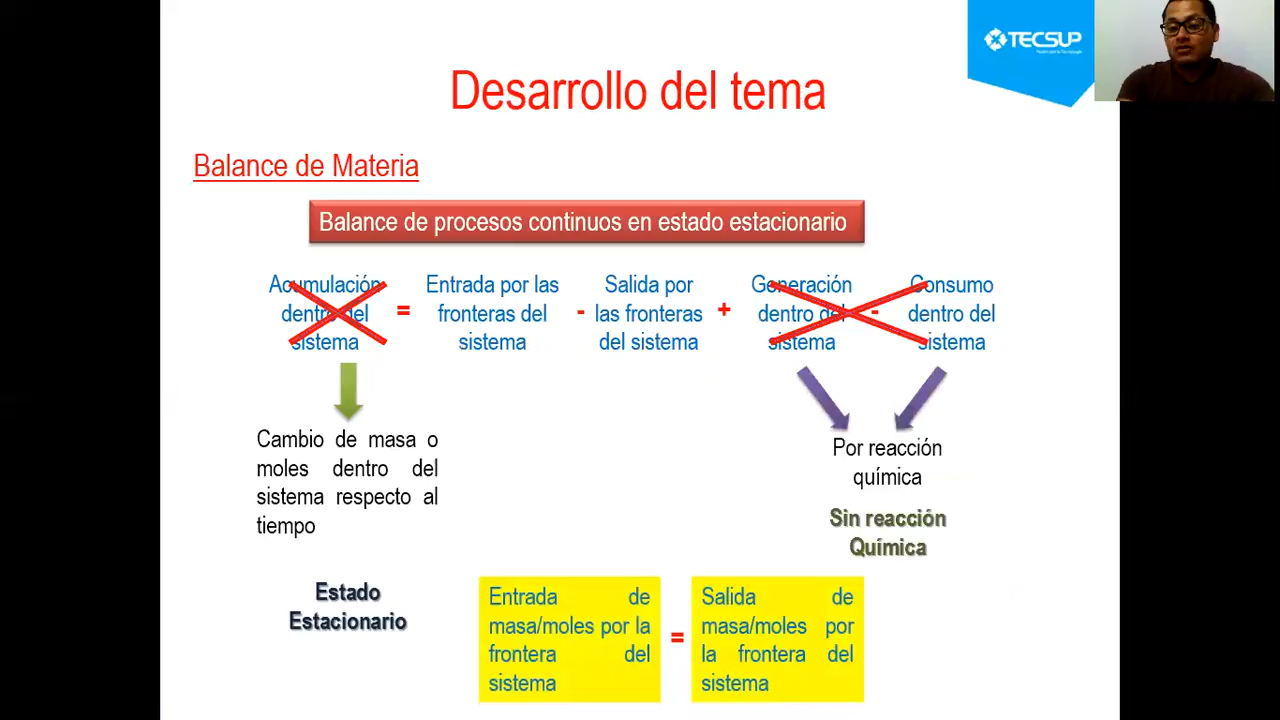 TECSUP
Desarrollo del tema
Balance de Materia
Balance de procesos continuos en estado estacionario
Acumulación
dentro del
sistema
=
Entrada por las
fronteras del
sistema
-
Salida por
las fronteras
del sistema
+
Generación
dentro del
sistema
-
Consumo
dentro del
sistema
Cambio de masa o
moles dentro del
sistema respecto al
tiempo
Por reacción
química
Sin reacción
Química
Estado
Estacionario
Entrada de
masa/moles por la
frontera del
sistema
=
Salida de
masa/moles por
la frontera del
sistema